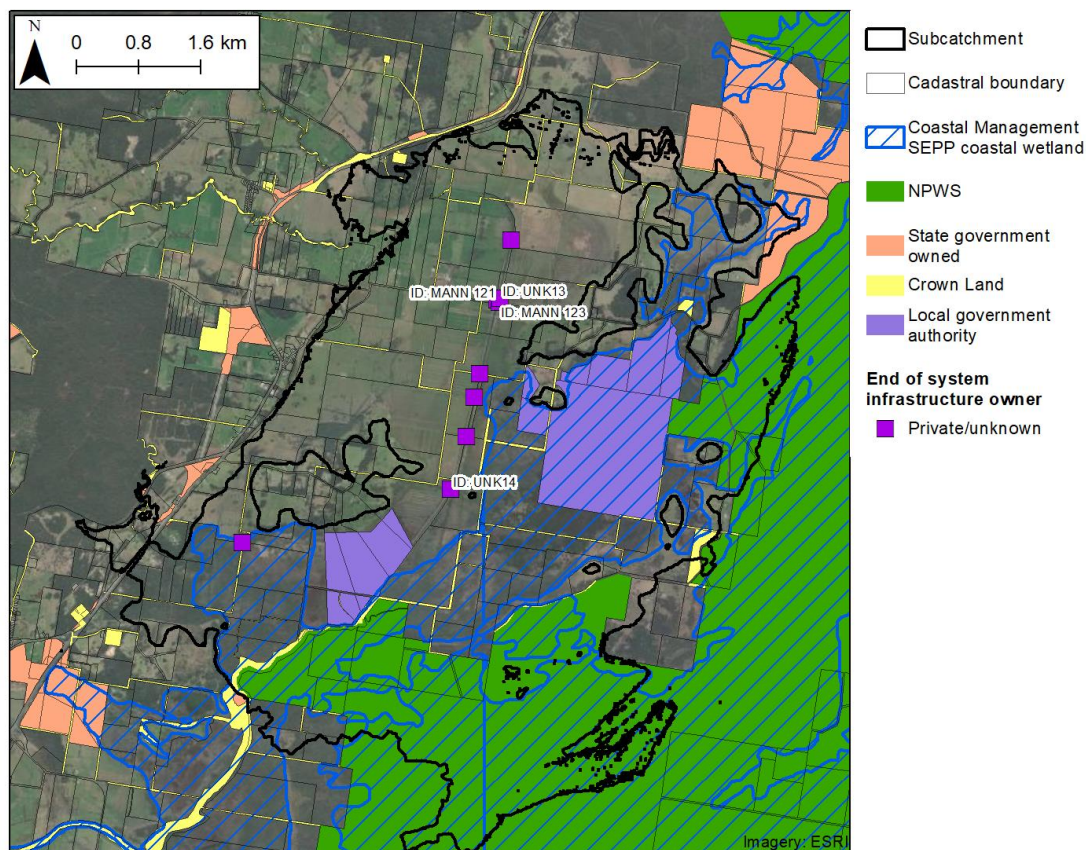 N
0 0.8 1.6 km
ID: MANN 121
ID: UNK13
ID: MANN 123
ID: UNK14
Imagery: ESRI
Subcatchment
Cadastral boundary
Coastal Management
SEPP coastal wetland
NPWS
State government
owned
Crown Land
Local government
authority
End of system
infrastructure owner
Private/unknown